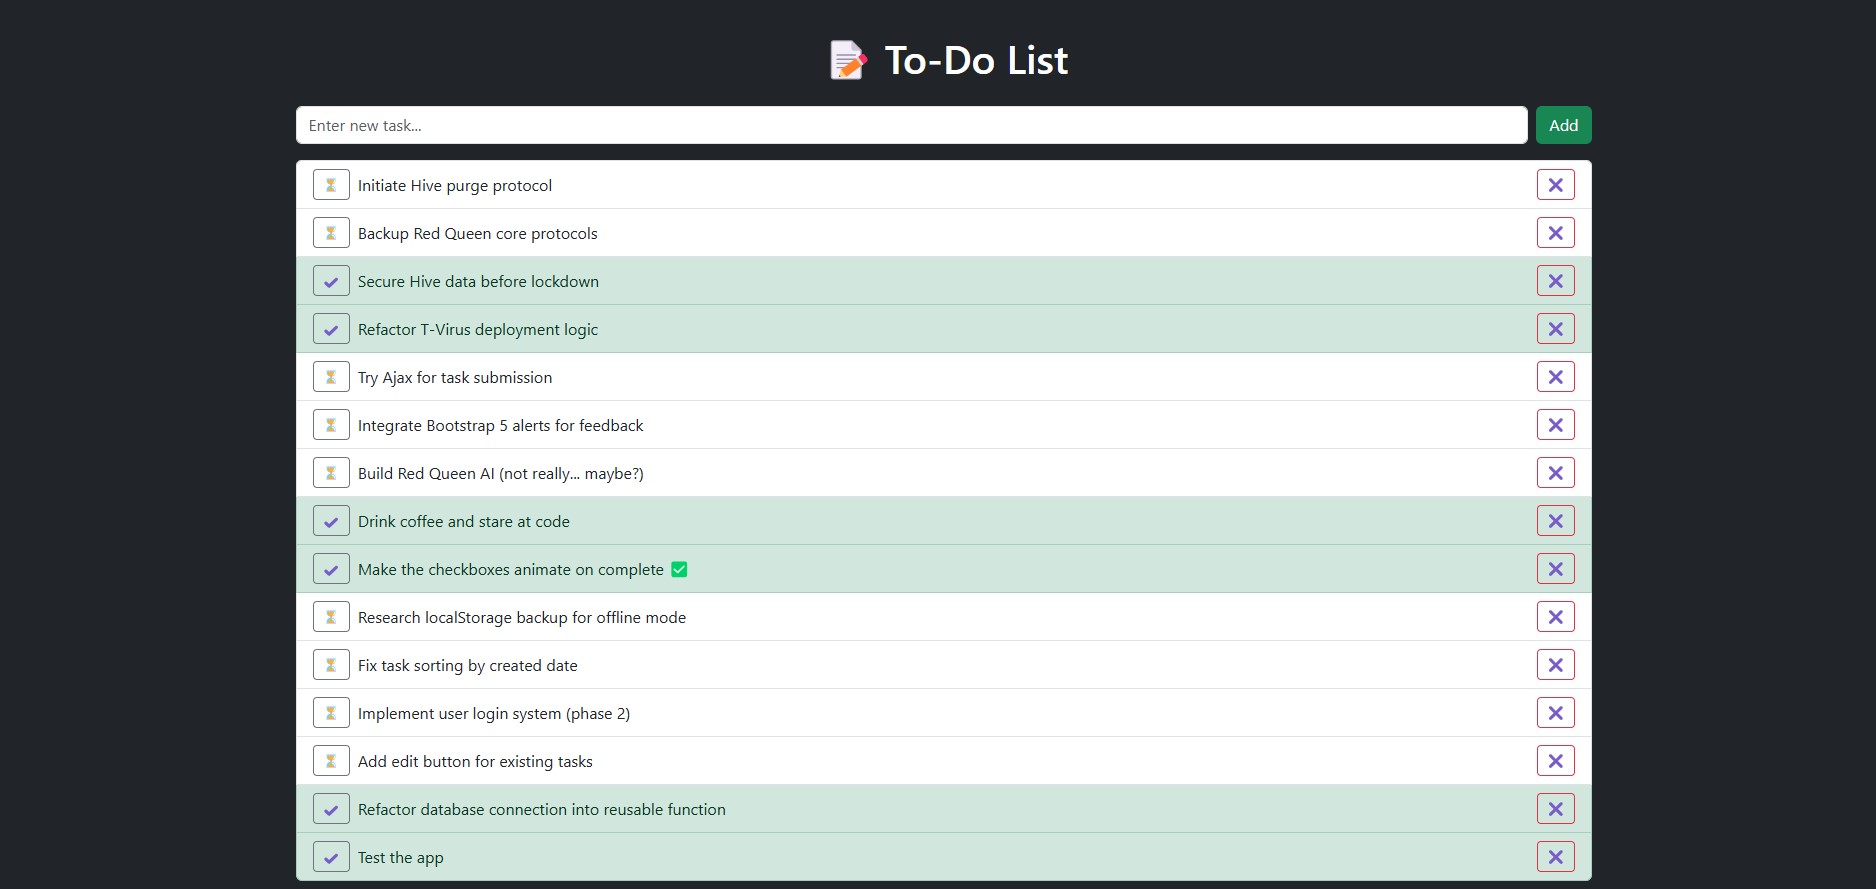 📝 To-Do List
Enter new task...
Add
Initiate Hive purge protocol
Backup Red Queen core protocols
Secure Hive data before lockdown
Refactor T-Virus deployment logic
Try Ajax for task submission
Integrate Bootstrap 5 alerts for feedback
Build Red Queen AI (not really... maybe?)
Drink coffee and stare at code
Make the checkboxes animate on complete ✅
Research localStorage backup for offline mode
Fix task sorting by created date
Implement user login system (phase 2)
Add edit button for existing tasks
Refactor database connection into reusable function
Test the app